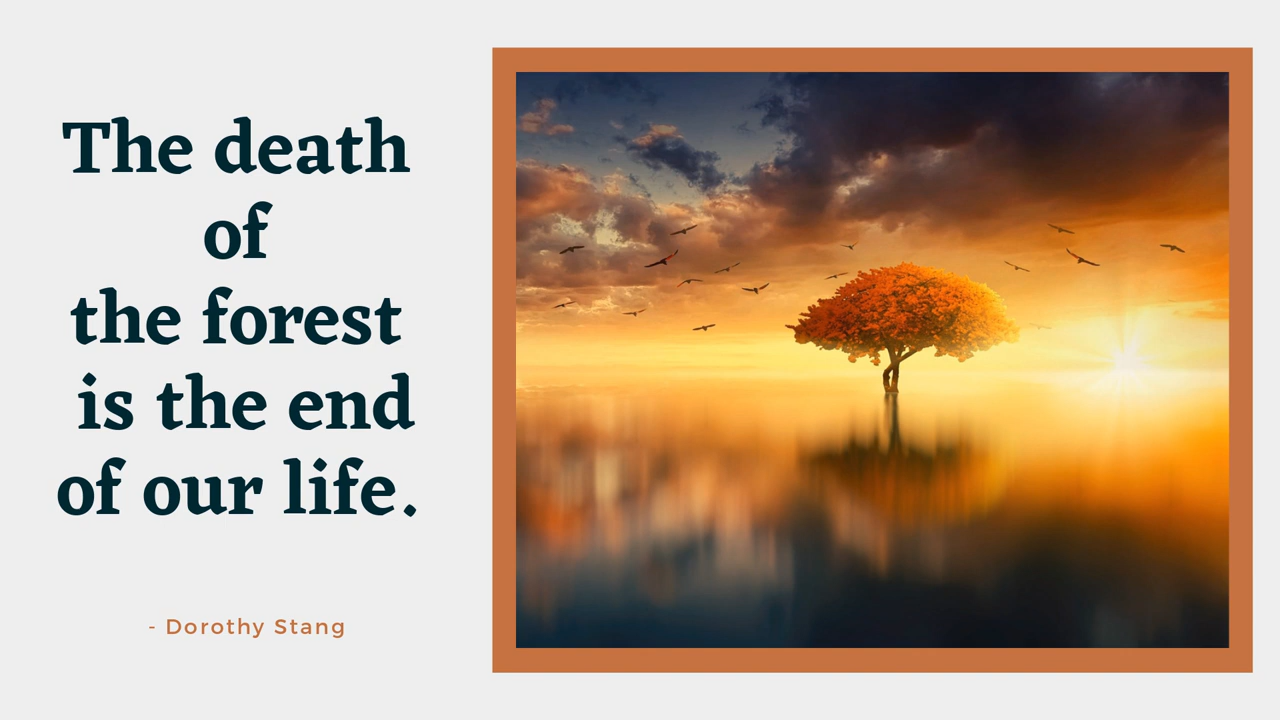 The death
of
the forest
is the end
of our life.
- Dorothy Stang